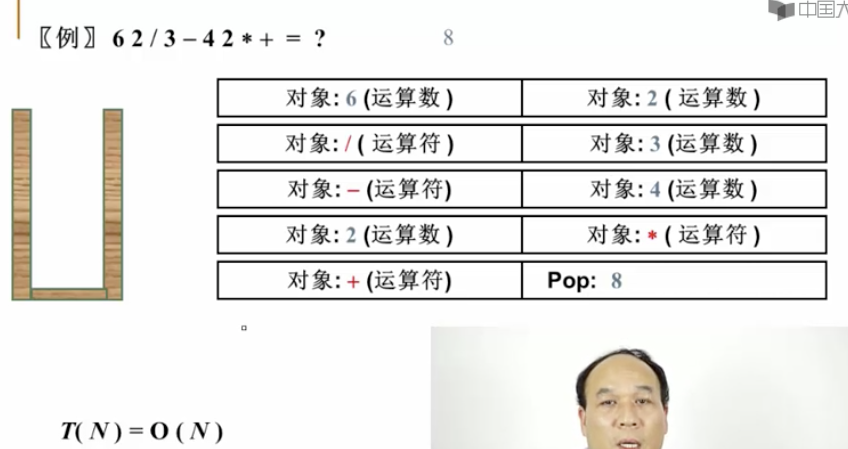 中国大
〖例〗 6 2 / 3 – 4 2 * + = ? 8
对象: 6 (运算数) 对象: 2 ( 运算数 )
对象: / ( 运算符 ) 对象: 3 (运算数 )
对象: – (运算符) 对象: 4 (运算数 )
对象: 2 (运算数 ) 对象: * ( 运算符 )
对象: + (运算符) Pop: 8
T( N ) = O ( N )